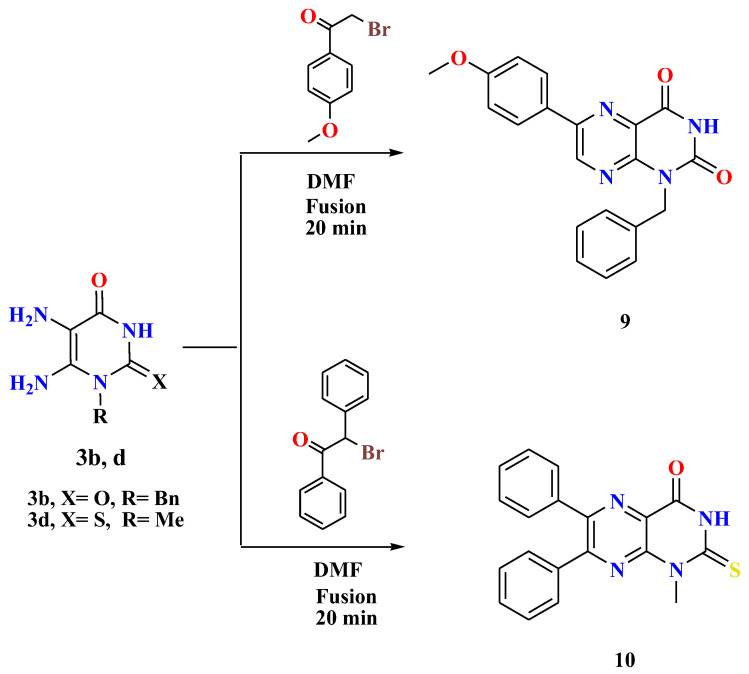 O
Br
O
DMF
Fusion
20 min
O
O
N
NH
N
N
O
9
O
H2N
NH
H2N
N
X
R
3b, d
3b, X= O, R= Bn
3d, X= S, R= Me
O
Br
DMF
Fusion
20 min
O
N
NH
N
N
S
10